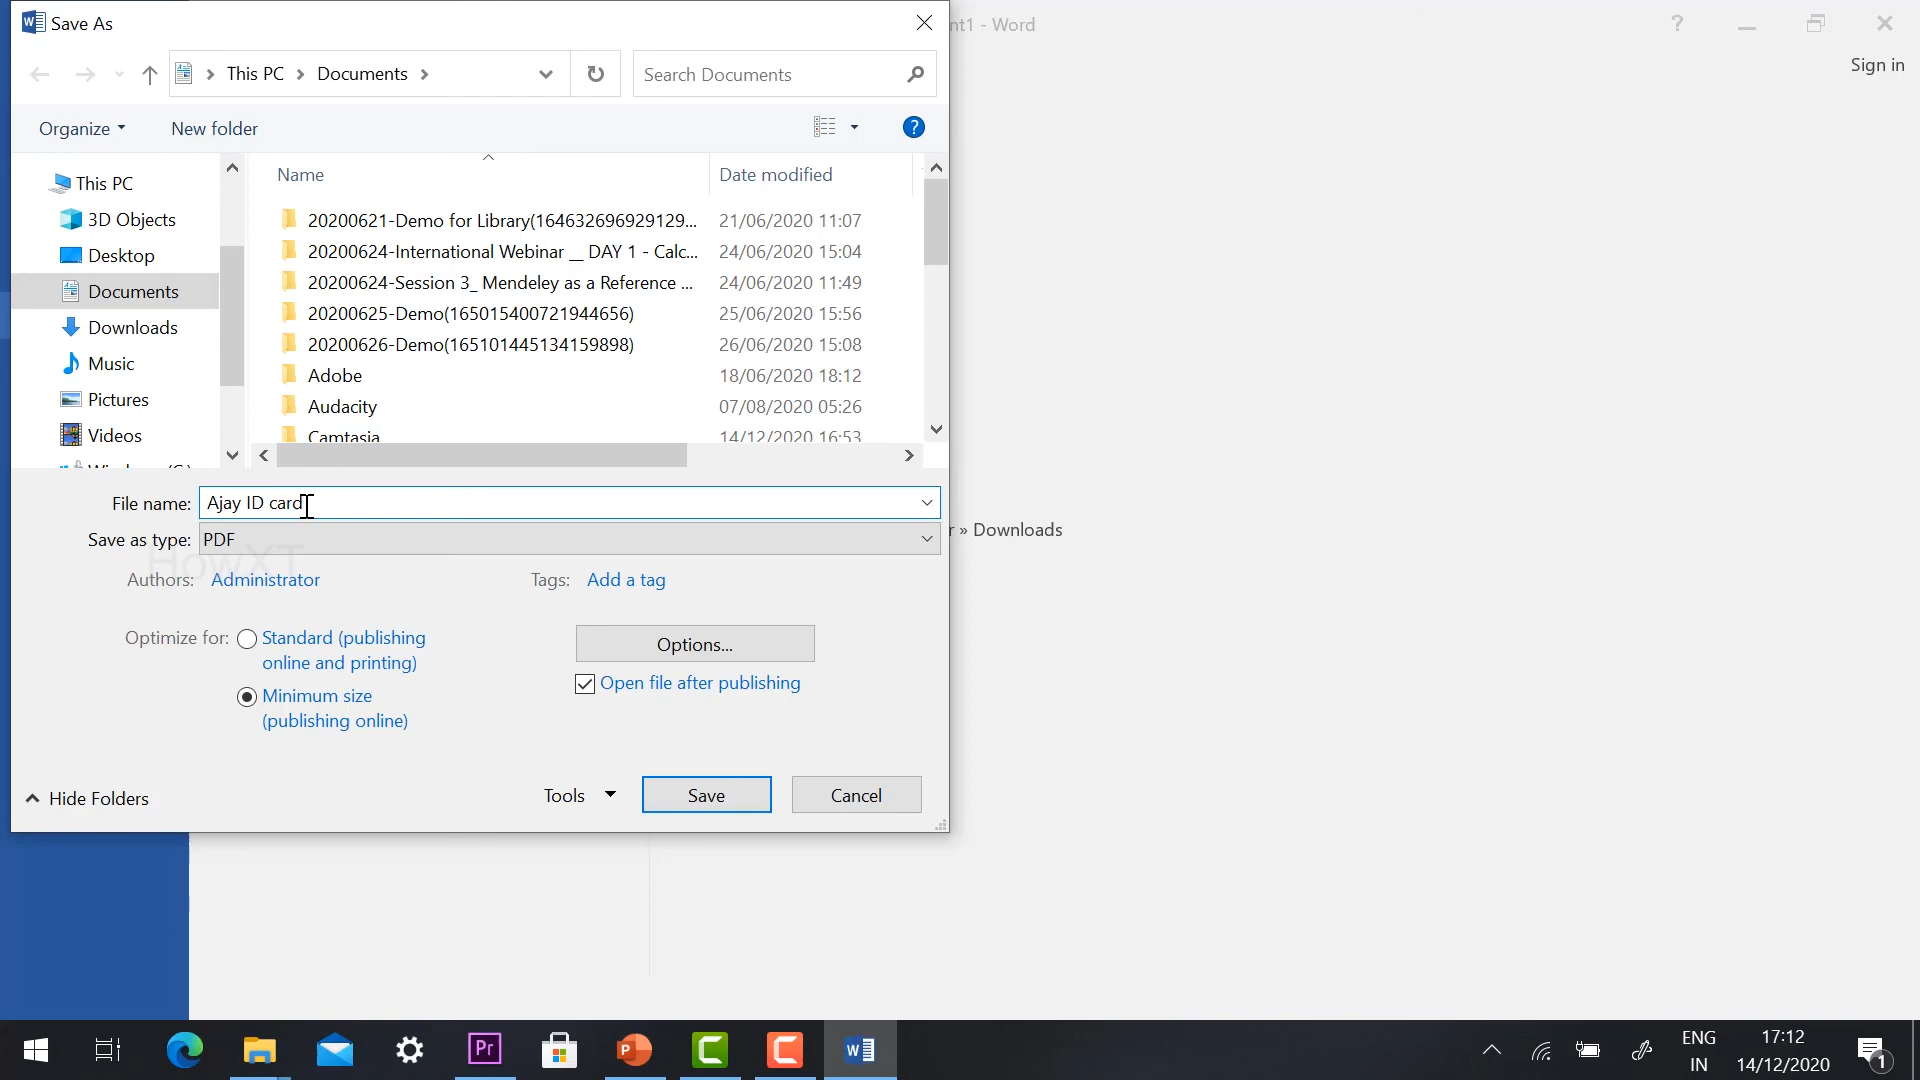 Save As
nt1 - Word
?
Sign in
This PC
Documents
Search Documents
Organize
New folder
?
Name
Date modified
This PC
3D Objects
Desktop
Documents
Downloads
Music
Pictures
Videos
20200621-Demo for Library(164632696929129...
21/06/2020 11:07
20200624-International Webinar __ DAY 1 - Calc...
24/06/2020 15:04
20200624-Session 3_ Mendeley as a Reference ...
24/06/2020 11:49
20200625-Demo(165015400721944656)
25/06/2020 15:56
20200626-Demo(165101445134159898)
26/06/2020 15:08
Adobe
18/06/2020 18:12
Audacity
07/08/2020 05:26
Camtasia
14/12/2020 16:53
File name: Ajay ID card
Save as type: PDF
r » Downloads
HowXT
Authors: Administrator
Tags: Add a tag
Optimize for:
Standard (publishing
online and printing)
Minimum size
(publishing online)
Options...
Open file after publishing
Hide Folders
Tools
Save
Cancel
Pr
P
W
ENG
IN
17:12
14/12/2020
1